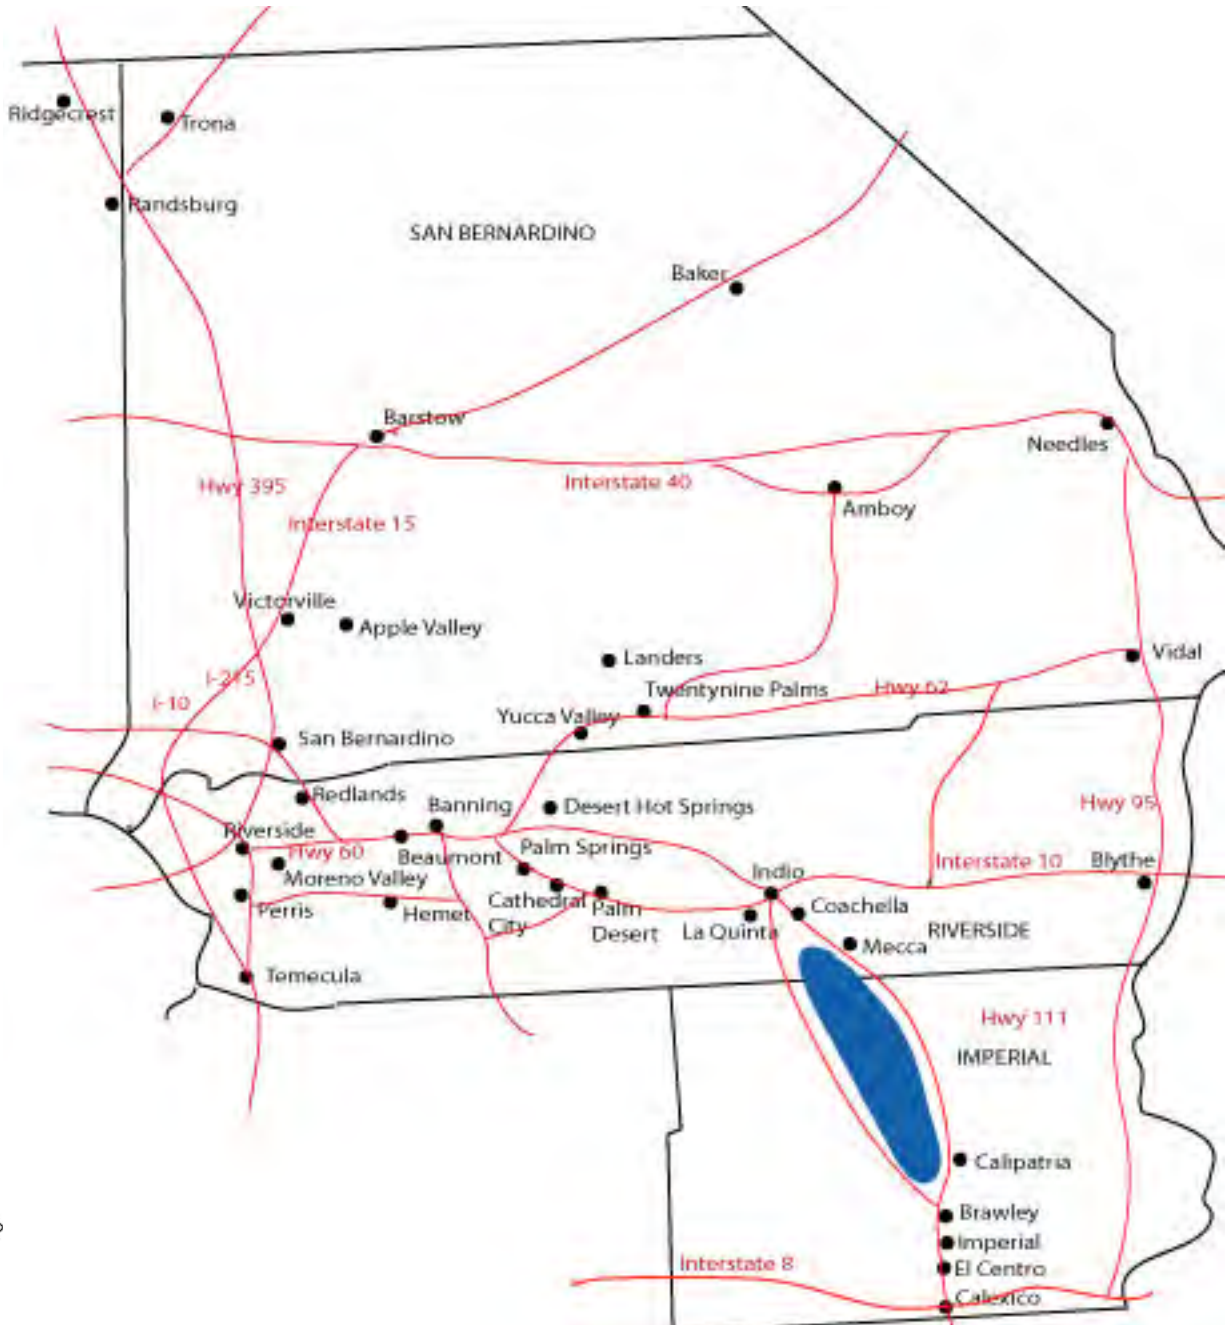 Ridgecrest
Trona
Randsburg
SAN BERNARDINO
Baker
Barstow
Needles
Hwy 395
Interstate 40
Amboy
Interstate 15
Victorville
Apple Valley
Landers
Vidal
I-215
Twentynine Palms
Hwy 62
I-10
Yucca Valley
San Bernardino
Redlands
Banning
Desert Hot Springs
Hwy 95
Riverside
Hwy 60
Beaumont
Palm Springs
Interstate 10
Blythe
Moreno Valley
Indio
Perris
Hemet
Cathedral
City
Palm
Desert
La Quinta
Coachella
RIVERSIDE
Mecca
Temecula
Hwy 111
IMPERIAL
Calipatria
Brawley
Imperial
Interstate 8
El Centro
Calexico